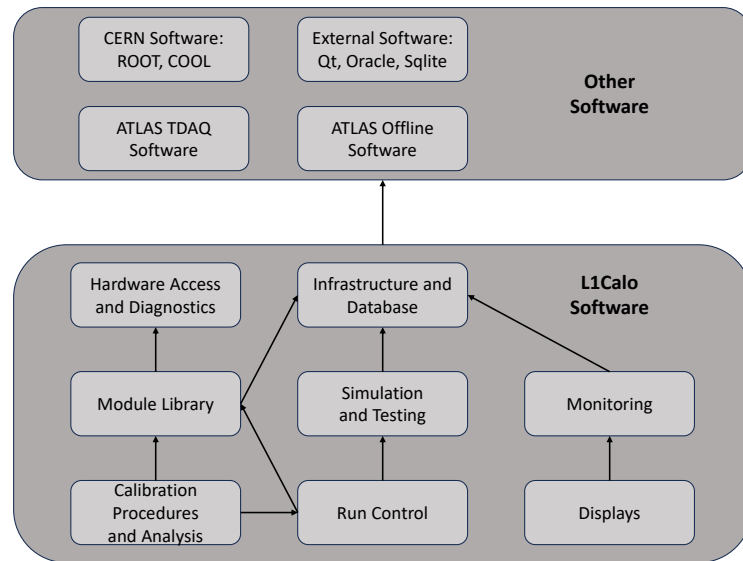 CERN Software:
ROOT, COOL
External Software:
Qt, Oracle, Sqlite
Other
Software
ATLAS TDAQ
Software
ATLAS Offline
Software
L1Calo
Software
Hardware Access
and Diagnostics
Infrastructure and
Database
Module Library
Simulation
and Testing
Monitoring
Calibration
Procedures
and Analysis
Run Control
Displays